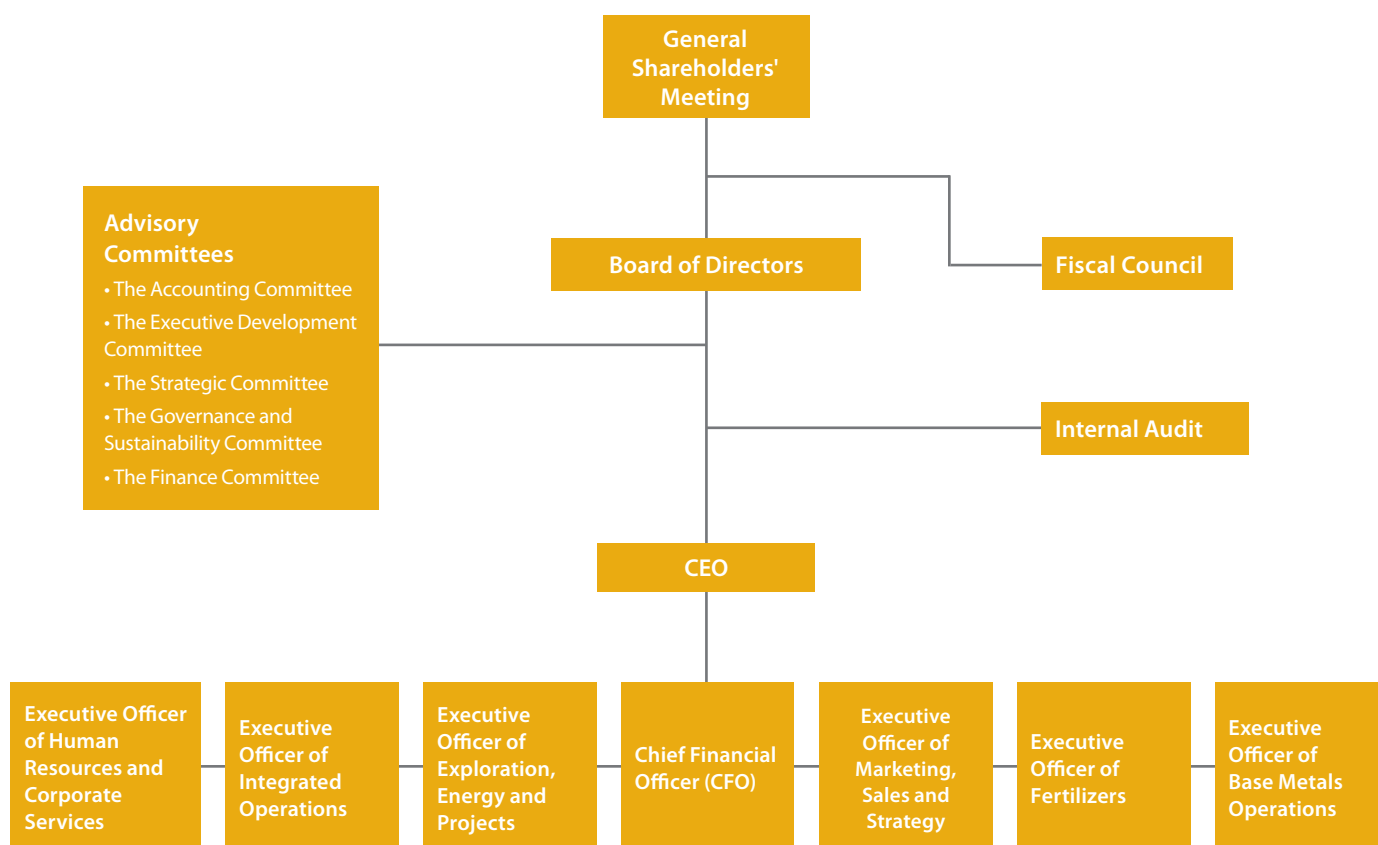 General
Shareholders'
Meeting
Advisory
Committees
• The Accounting Committee
• The Executive Development
Committee
• The Strategic Committee
• The Governance and
Sustainability Committee
• The Finance Committee
Board of Directors
Fiscal Council
Internal Audit
CEO
Executive Officer
of Human
Resources and
Corporate
Services
Executive
Officer of
Integrated
Operations
Executive
Officer of
Exploration,
Energy and
Projects
Chief Financial
Officer (CFO)
Executive
Officer of
Marketing,
Sales and
Strategy
Executive
Officer of
Fertilizers
Executive
Officer of
Base Metals
Operations